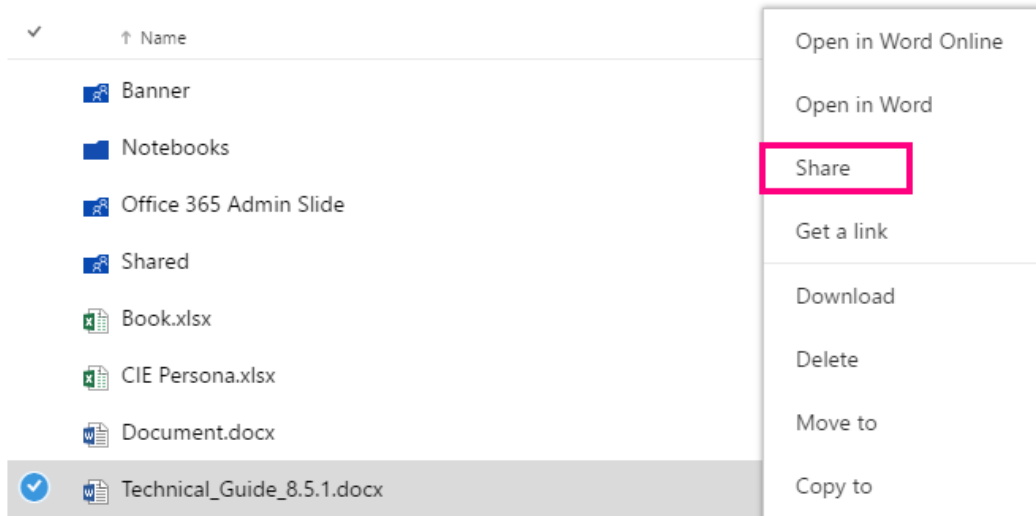 ↑ Name
Banner
Notebooks
Office 365 Admin Slide
Shared
Book.xlsx
CIE Persona.xlsx
Document.docx
Technical_Guide_8.5.1.docx
Open in Word Online
Open in Word
Share
Get a link
Download
Delete
Move to
Copy to